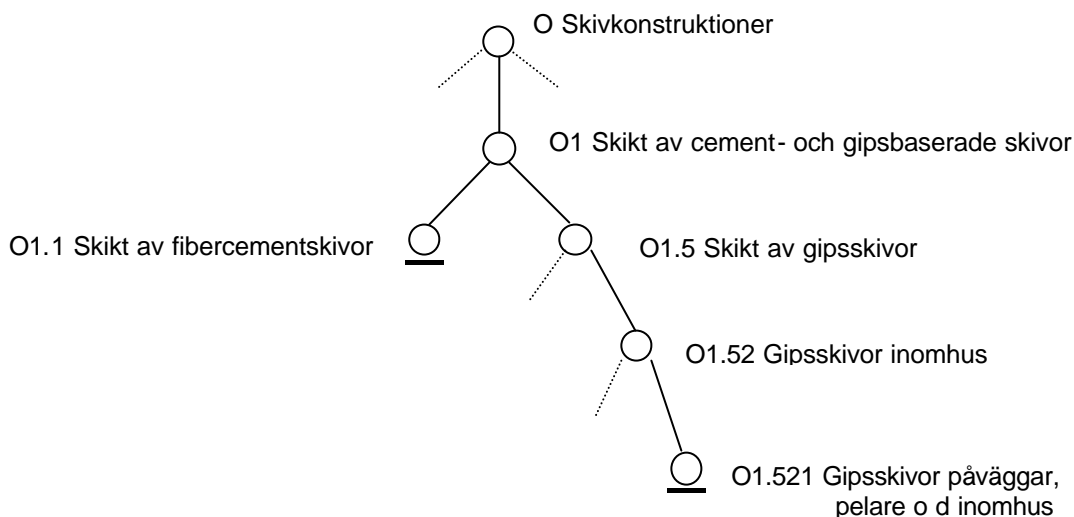 O Skivkonstruktioner
O1 Skikt av cement- och gipsbaserade skivor
O1.1 Skikt av fibercementskivor
O1.5 Skikt av gipsskivor
O1.52 Gipsskivor inomhus
O1.521 Gipsskivor påväggar,
pelare o d inomhus